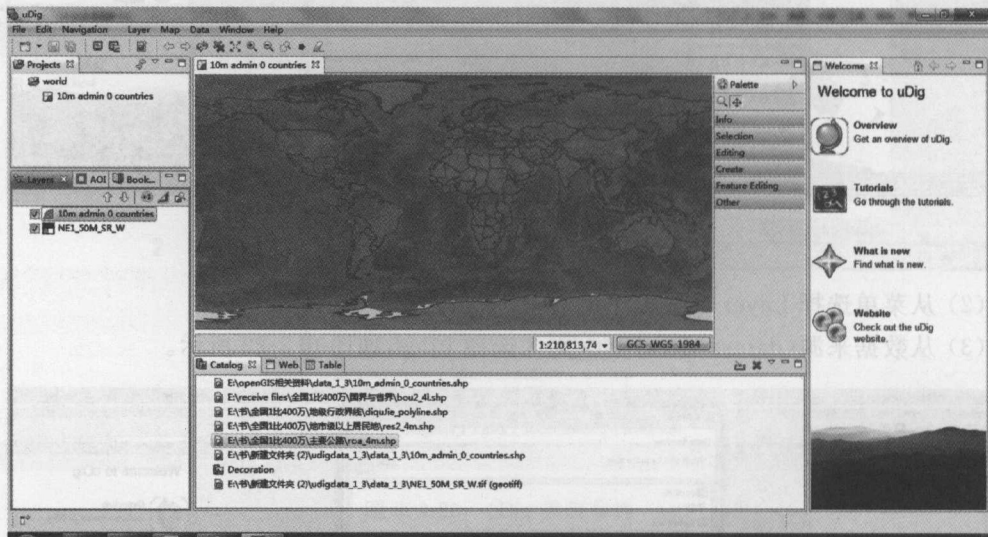 uDig
File Edit Navigation Layer Map Data Window Help
Projects
world
10m admin 0 countries
Layers AOI Book...
10m admin 0 countries
NE1_50M_SR_W
10m admin 0 countries
Palette
Info
Selection
Editing
Create
Feature Editing
Other
1:210,813,74
GCS_WGS_1984
Catalog Web Table
E:\openGIS相关资料\data_1_3\10m_admin_0_countries.shp
E:\receive files\全国1比400万\国界与省界\bou2_4l.shp
E:\书\全国1比400万\地级行政界线\diquJie_polyline.shp
E:\书\全国1比400万\地市级以上居民地\res2_4m.shp
E:\书\全国1比400万\主要公路\roa_4m.shp
E:\书\新建文件夹 (2)\udigdata_1_3\data_1_3\10m_admin_0_countries.shp
Decoration
E:\书\新建文件夹 (2)\udigdata_1_3\data_1_3\NE1_50M_SR_W.tif (geotiff)
Welcome
Welcome to uDig
Overview
Get an overview of uDig.
Tutorials
Go through the tutorials.
What is new
Find what is new.
Website
Check out the uDig
website.